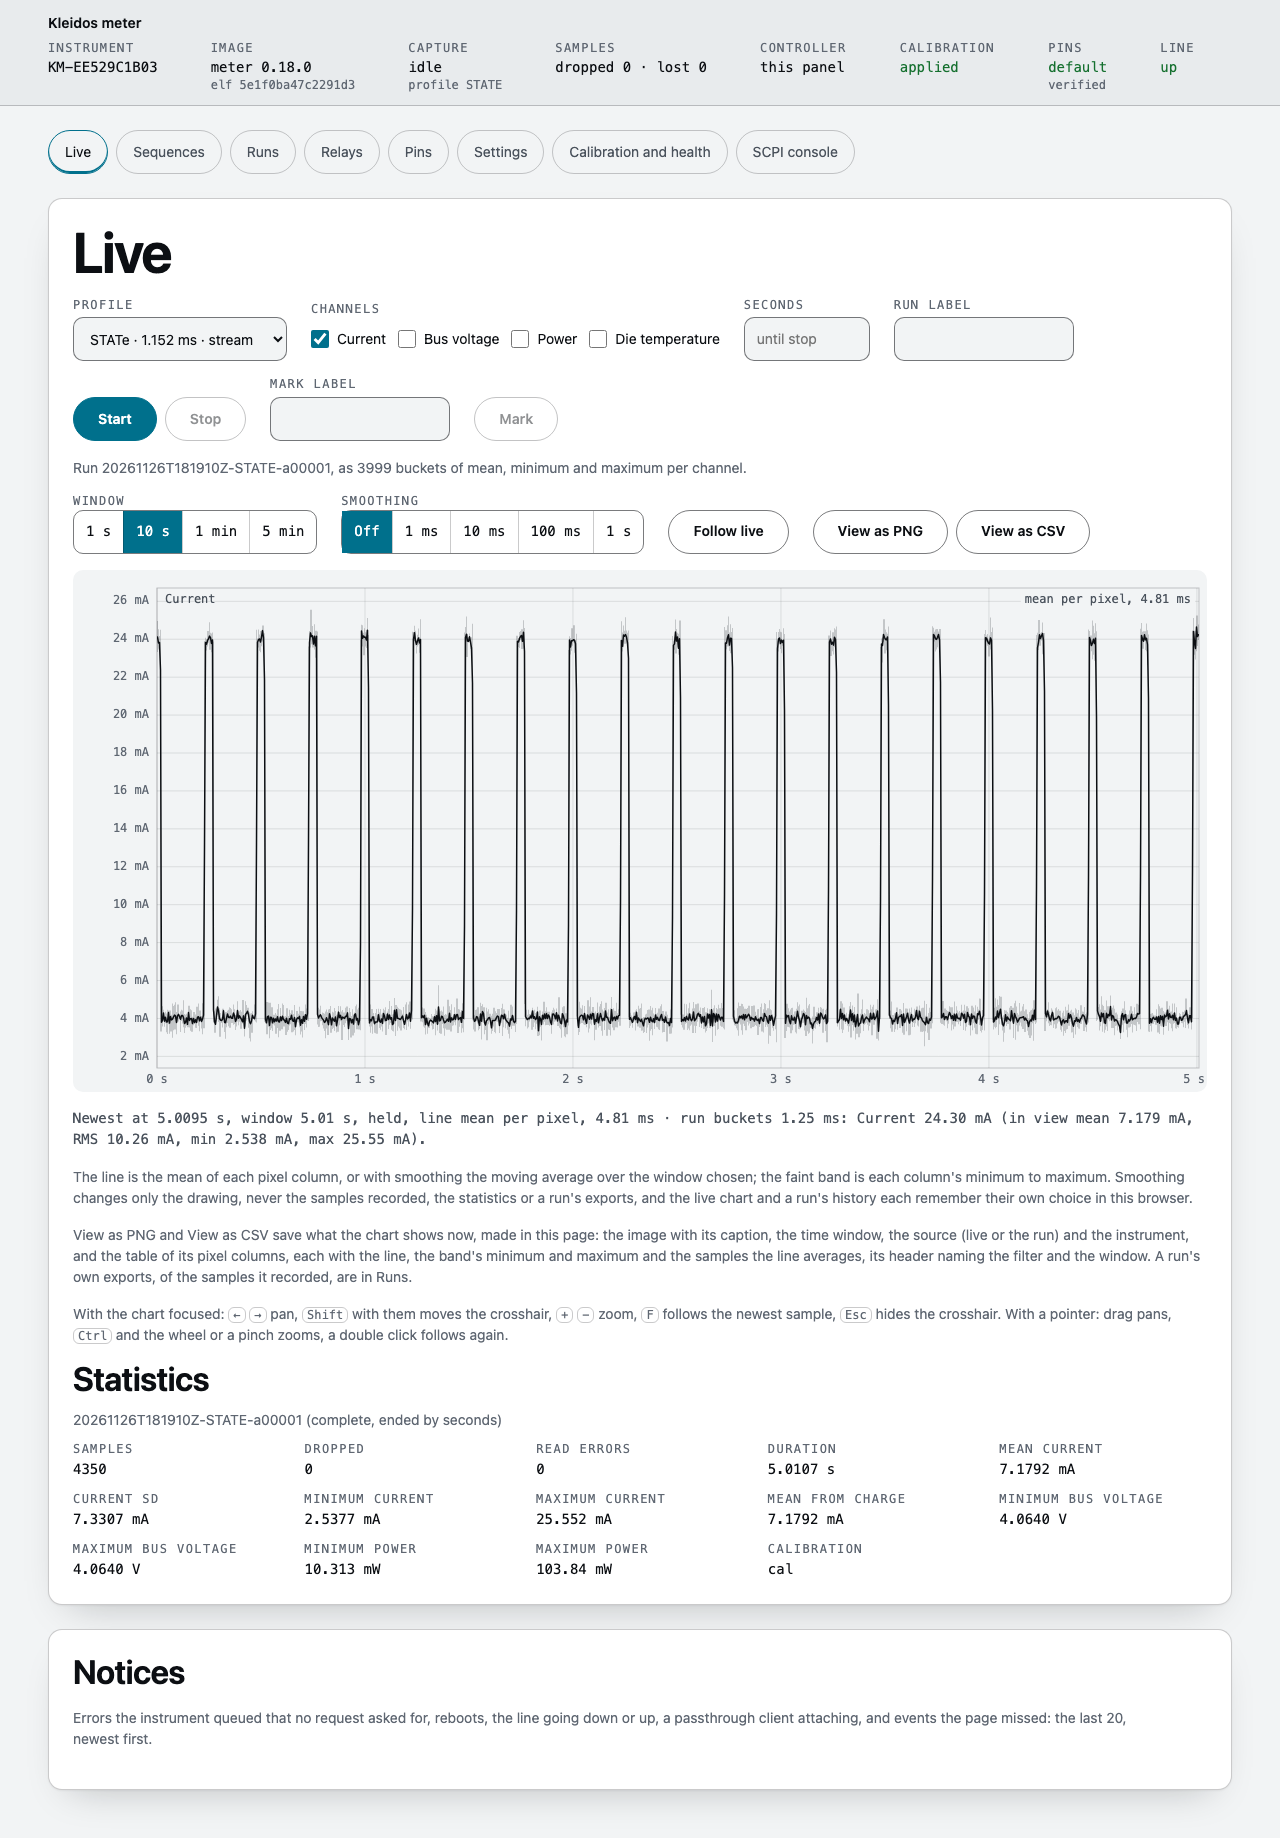 Kleidos meter
INSTRUMENT
KM-EE529C1B03
IMAGE
meter 0.18.0
elf 5e1f0ba47c2291d3
CAPTURE
idle
profile STATE
SAMPLES
dropped 0 · lost 0
CONTROLLER
this panel
CALIBRATION
applied
PINS
default
verified
LINE
up
Live
Sequences
Runs
Relays
Pins
Settings
Calibration and health
SCPI console
Live
PROFILE
STATe · 1.152 ms · stream
CHANNELS
Current
Bus voltage
Power
Die temperature
SECONDS
until stop
RUN LABEL
Start
Stop
MARK LABEL
Mark
Run 20261126T181910Z-STATE-a00001, as 3999 buckets of mean, minimum and maximum per channel.
WINDOW
1 s
10 s
1 min
5 min
SMOOTHING
Off
1 ms
10 ms
100 ms
1 s
Follow live
View as PNG
View as CSV
Current
mean per pixel, 4.81 ms
26 mA
24 mA
22 mA
20 mA
18 mA
16 mA
14 mA
12 mA
10 mA
8 mA
6 mA
4 mA
2 mA
0 s
1 s
2 s
3 s
4 s
5 s
Newest at 5.0095 s, window 5.01 s, held, line mean per pixel, 4.81 ms · run buckets 1.25 ms: Current 24.30 mA (in view mean 7.179 mA,
RMS 10.26 mA, min 2.538 mA, max 25.55 mA).
The line is the mean of each pixel column, or with smoothing the moving average over the window chosen; the faint band is each column's minimum to maximum. Smoothing
changes only the drawing, never the samples recorded, the statistics or a run's exports, and the live chart and a run's history each remember their own choice in this browser.
View as PNG and View as CSV save what the chart shows now, made in this page: the image with its caption, the time window, the source (live or the run) and the instrument,
and the table of its pixel columns, each with the line, the band's minimum and maximum and the samples the line averages, its header naming the filter and the window. A run's
own exports, of the samples it recorded, are in Runs.
With the chart focused: ← → pan, Shift with them moves the crosshair, + − zoom, F follows the newest sample, Esc hides the crosshair. With a pointer: drag pans,
Ctrl and the wheel or a pinch zooms, a double click follows again.
Statistics
20261126T181910Z-STATE-a00001 (complete, ended by seconds)
SAMPLES
4350
DROPPED
0
READ ERRORS
0
DURATION
5.0107 s
MEAN CURRENT
7.1792 mA
CURRENT SD
7.3307 mA
MINIMUM CURRENT
2.5377 mA
MAXIMUM CURRENT
25.552 mA
MEAN FROM CHARGE
7.1792 mA
MINIMUM BUS VOLTAGE
4.0640 V
MAXIMUM BUS VOLTAGE
4.0640 V
MINIMUM POWER
10.313 mW
MAXIMUM POWER
103.84 mW
CALIBRATION
cal
Notices
Errors the instrument queued that no request asked for, reboots, the line going down or up, a passthrough client attaching, and events the page missed: the last 20,
newest first.